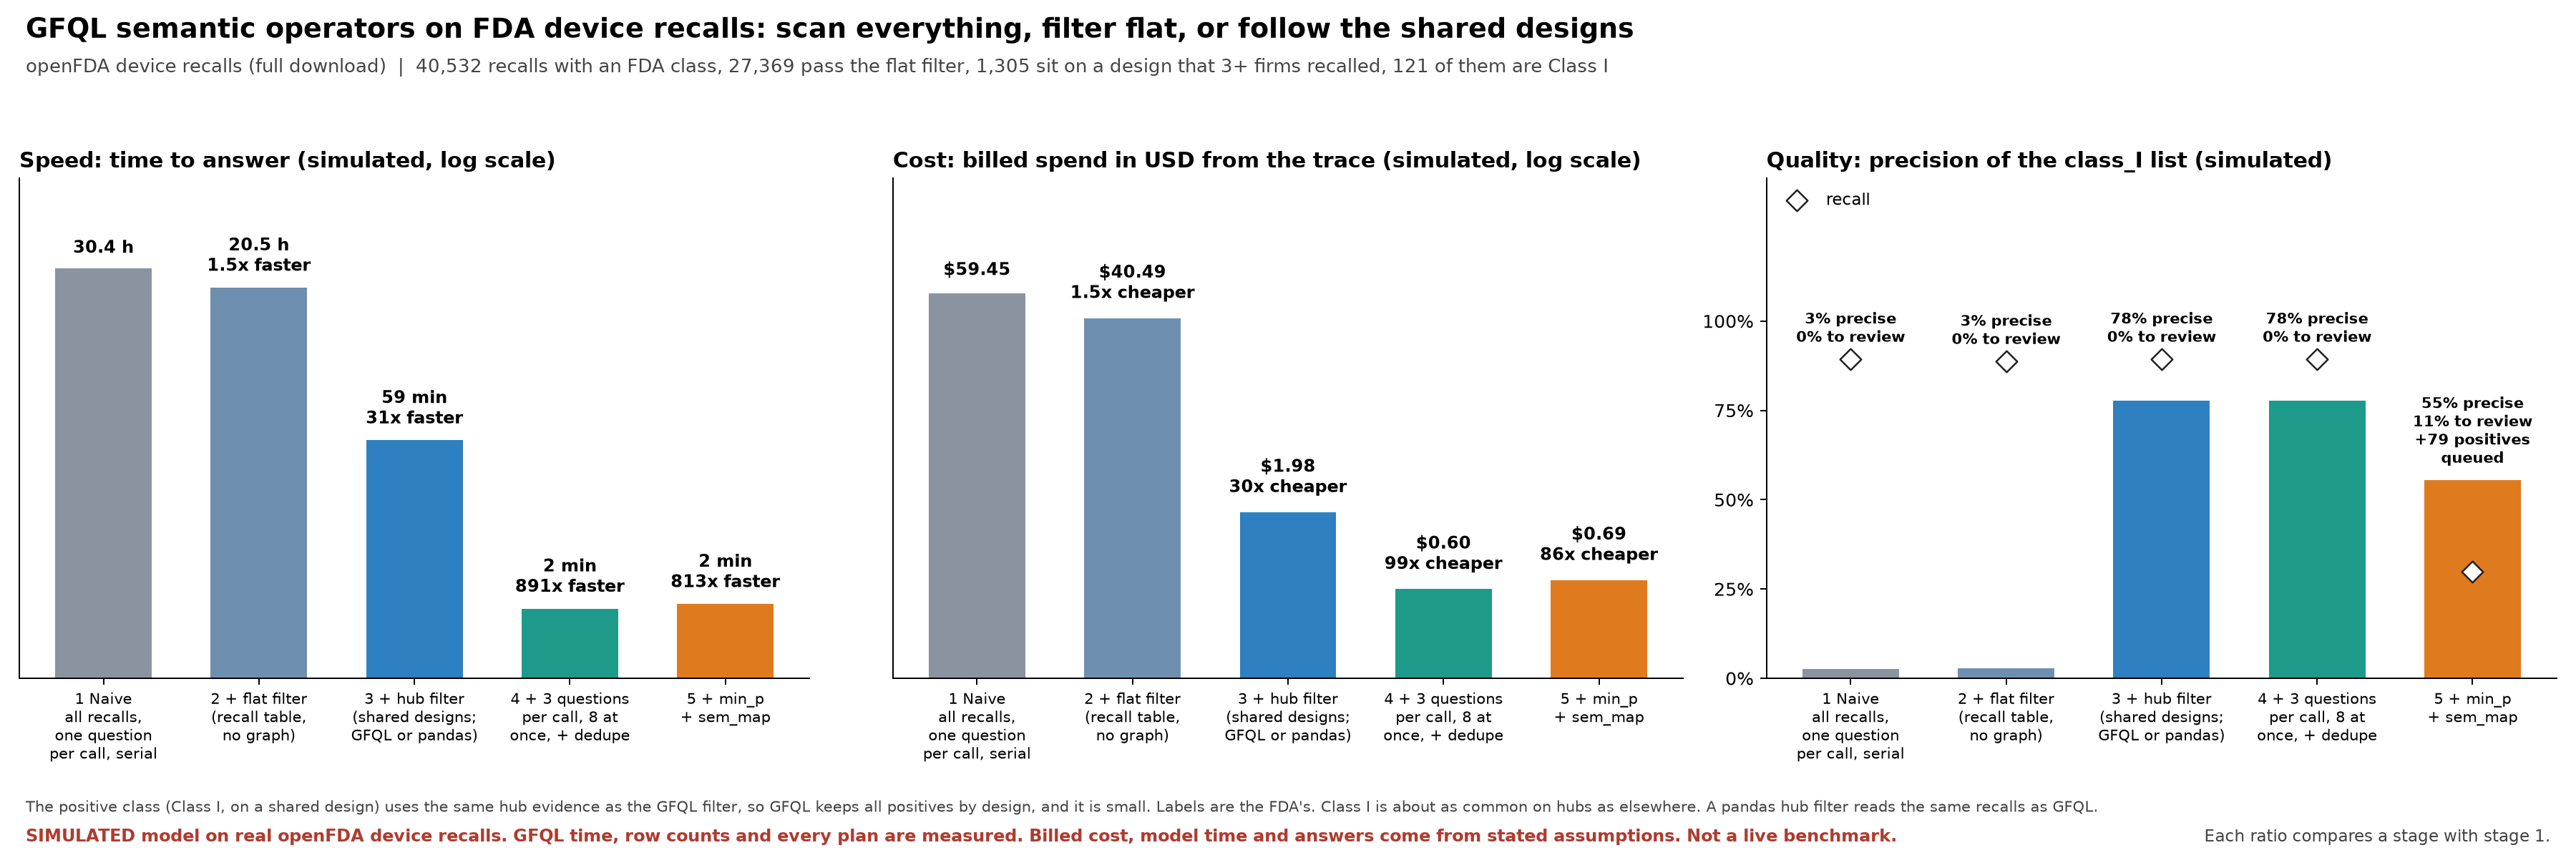 GFQL semantic operators on FDA device recalls: scan everything, filter flat, or follow the shared designs
openFDA device recalls (full download) | 40,532 recalls with an FDA class, 27,369 pass the flat filter, 1,305 sit on a design that 3+ firms recalled, 121 of them are Class I
Speed: time to answer (simulated, log scale)
30.4 h
20.5 h
1.5x faster
59 min
31x faster
2 min
891x faster
2 min
813x faster
1 Naive
all recalls,
one question
per call, serial
2 + flat filter
(recall table,
no graph)
3 + hub filter
(shared designs;
GFQL or pandas)
4 + 3 questions
per call, 8 at
once, + dedupe
5 + min_p
+ sem_map
Cost: billed spend in USD from the trace (simulated, log scale)
$59.45
$40.49
1.5x cheaper
$1.98
30x cheaper
$0.60
99x cheaper
$0.69
86x cheaper
1 Naive
all recalls,
one question
per call, serial
2 + flat filter
(recall table,
no graph)
3 + hub filter
(shared designs;
GFQL or pandas)
4 + 3 questions
per call, 8 at
once, + dedupe
5 + min_p
+ sem_map
Quality: precision of the class_I list (simulated)
recall
100%
75%
50%
25%
0%
3% precise
0% to review
3% precise
0% to review
78% precise
0% to review
78% precise
0% to review
55% precise
11% to review
+79 positives
queued
1 Naive
all recalls,
one question
per call, serial
2 + flat filter
(recall table,
no graph)
3 + hub filter
(shared designs;
GFQL or pandas)
4 + 3 questions
per call, 8 at
once, + dedupe
5 + min_p
+ sem_map
The positive class (Class I, on a shared design) uses the same hub evidence as the GFQL filter, so GFQL keeps all positives by design, and it is small. Labels are the FDA's. Class I is about as common on hubs as elsewhere. A pandas hub filter reads the same recalls as GFQL.
SIMULATED model on real openFDA device recalls. GFQL time, row counts and every plan are measured. Billed cost, model time and answers come from stated assumptions. Not a live benchmark.
Each ratio compares a stage with stage 1.